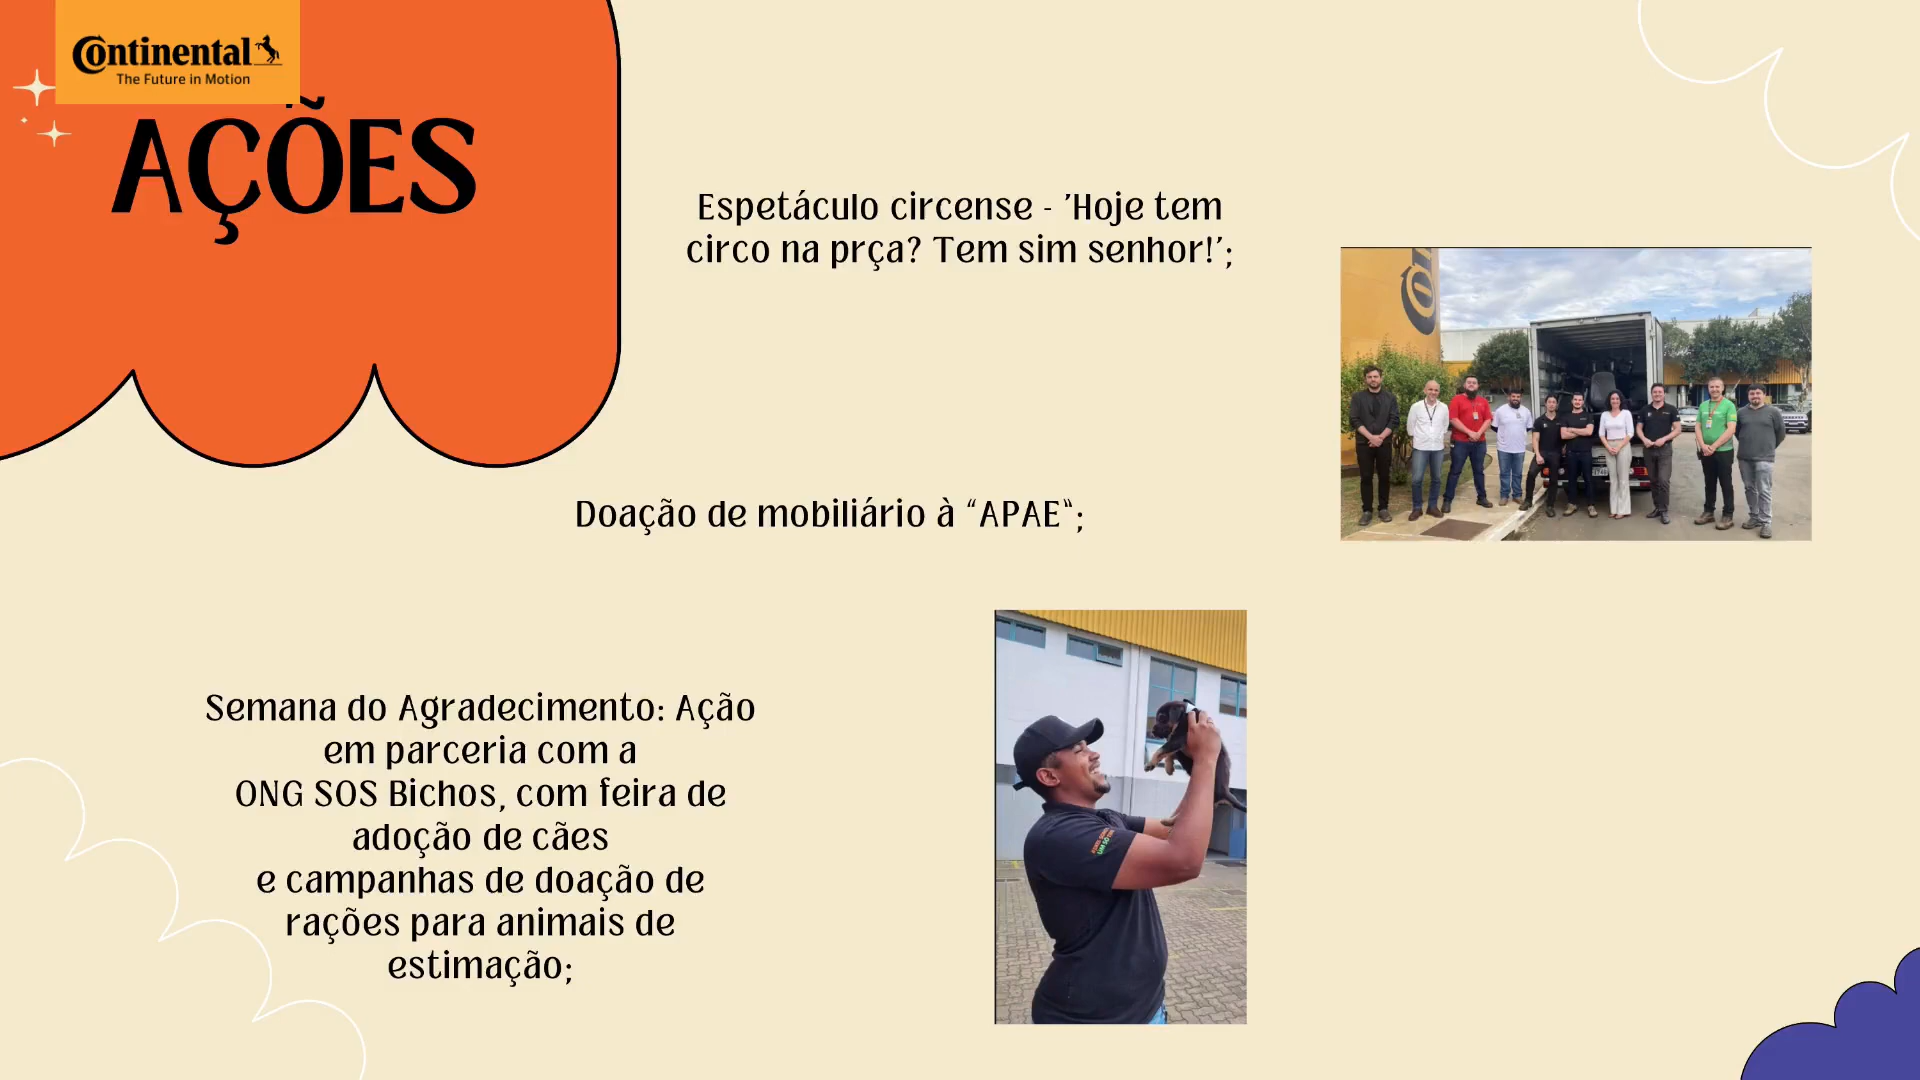 Continental
The Future in Motion
AÇÕES
Espetáculo circense - 'Hoje tem
circo na prça? Tem sim senhor!';
Doação de mobiliário à “APAE“;
Semana do Agradecimento: Ação
em parceria com a
ONG SOS Bichos, com feira de
adoção de cães
e campanhas de doação de
rações para animais de
estimação;